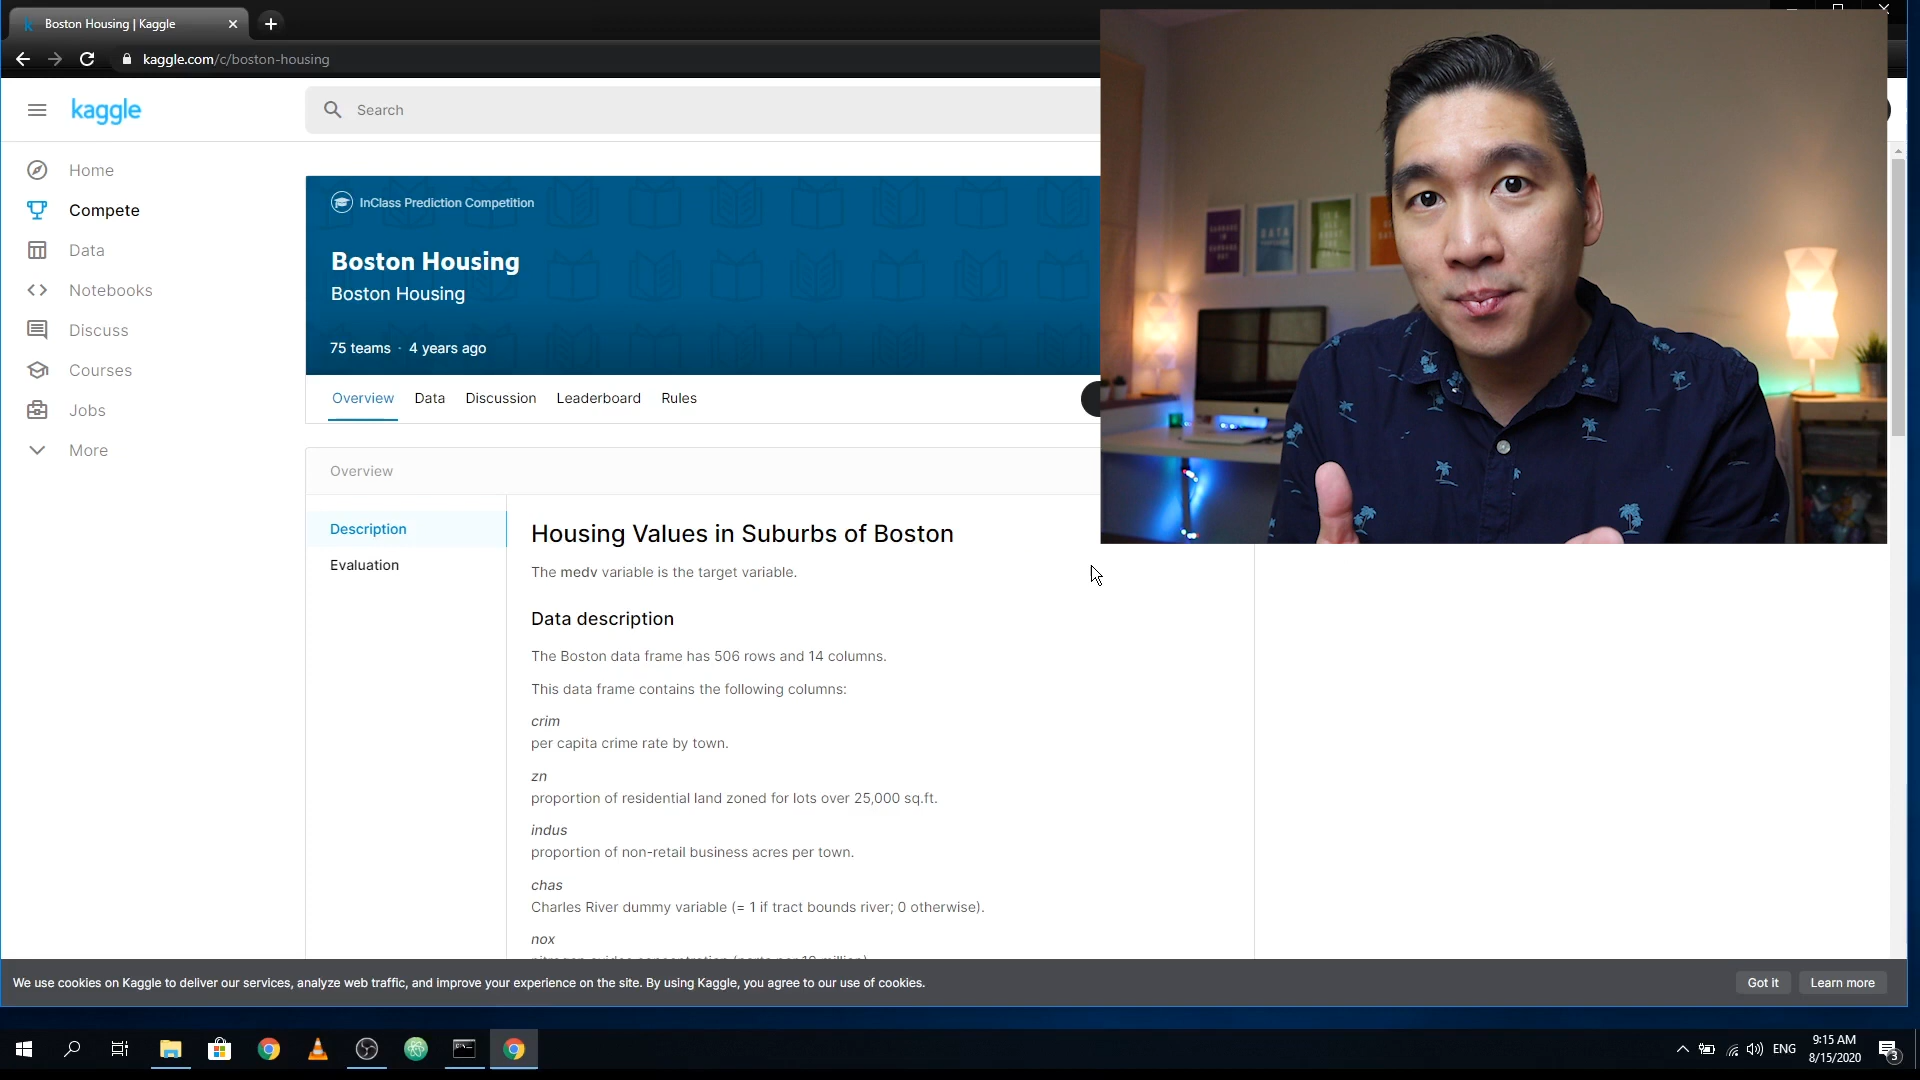 Boston Housing | Kaggle
kaggle.com/c/boston-housing
kaggle
Search
Home
Compete
Data
Notebooks
Discuss
Courses
Jobs
More
InClass Prediction Competition
Boston Housing
Boston Housing
75 teams · 4 years ago
Overview Data Discussion Leaderboard Rules
Overview
Description
Evaluation
Housing Values in Suburbs of Boston
The medv variable is the target variable.
Data description
The Boston data frame has 506 rows and 14 columns.
This data frame contains the following columns:
crim
per capita crime rate by town.
zn
proportion of residential land zoned for lots over 25,000 sq.ft.
indus
proportion of non-retail business acres per town.
chas
Charles River dummy variable (= 1 if tract bounds river; 0 otherwise).
nox
We use cookies on Kaggle to deliver our services, analyze web traffic, and improve your experience on the site. By using Kaggle, you agree to our use of cookies.
Got it
Learn more
ENG
9:15 AM
8/15/2020
3